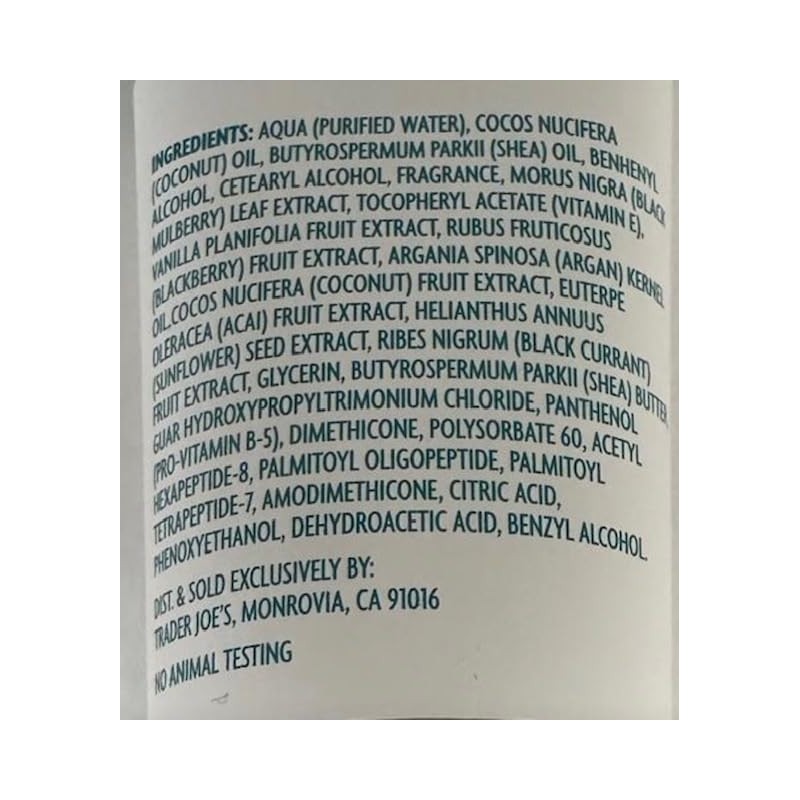 INGREDIENTS: AQUA (PURIFIED WATER), COCOS NUCIFERA
(COCONUT) OIL, BUTYROSPERMUM PARKII (SHEA) OIL, BENHENYL
ALCOHOL, CETEARYL ALCOHOL, FRAGRANCE, MORUS NIGRA (BLACK
MULBERRY) LEAF EXTRACT, TOCOPHERYL ACETATE (VITAMIN E),
VANILLA PLANIFOLIA FRUIT EXTRACT, RUBUS FRUTICOSUS
(BLACKBERRY) FRUIT EXTRACT, ARGANIA SPINOSA (ARGAN) KERNEL
OIL,COCOS NUCIFERA (COCONUT) FRUIT EXTRACT, EUTERPE
OLERACEA (ACAI) FRUIT EXTRACT, HELIANTHUS ANNUUS
(SUNFLOWER) SEED EXTRACT, RIBES NIGRUM (BLACK CURRANT)
FRUIT EXTRACT, GLYCERIN, BUTYROSPERMUM PARKII (SHEA) BUTTER,
GUAR HYDROXYPROPYLTRIMONIUM CHLORIDE, PANTHENOL
(PRO-VITAMIN B-5), DIMETHICONE, POLYSORBATE 60, ACETYL
HEXAPEPTIDE-8, PALMITOYL OLIGOPEPTIDE, PALMITOYL
TETRAPEPTIDE-7, AMODIMETHICONE, CITRIC ACID,
PHENOXYETHANOL, DEHYDROACETIC ACID, BENZYL ALCOHOL.
DIST. & SOLD EXCLUSIVELY BY:
TRADER JOE'S, MONROVIA, CA 91016
NO ANIMAL TESTING